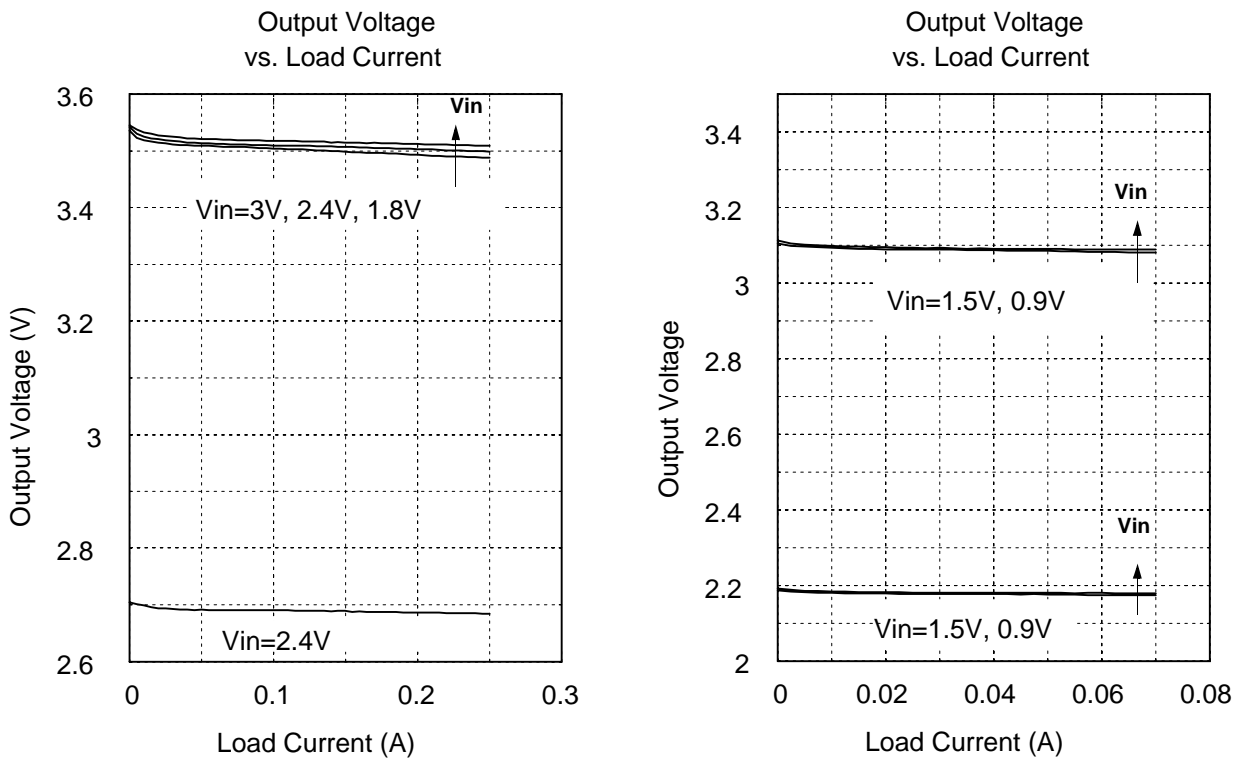 Output Voltage
vs. Load Current
3.6
3.4
3.2
3
2.8
2.6
Output Voltage (V)
Vin
Vin=3V, 2.4V, 1.8V
Vin=2.4V
0 0.1 0.2 0.3
Load Current (A)
Output Voltage
vs. Load Current
3.4
3.2
3
2.8
2.6
2.4
2.2
2
Output Voltage
Vin
Vin=1.5V, 0.9V
Vin
Vin=1.5V, 0.9V
0 0.02 0.04 0.06 0.08
Load Current (A)